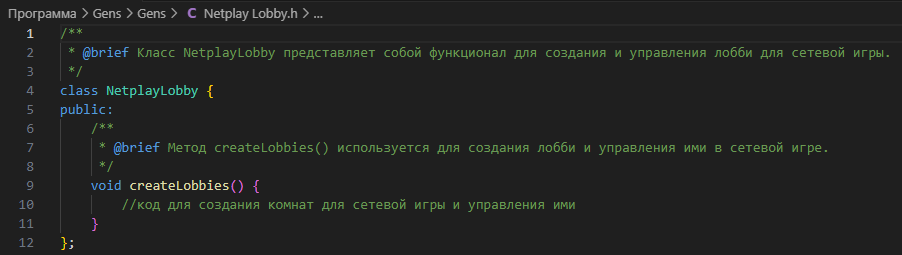 Программа > Gens > Gens > C Netplay Lobby.h > ...
1 /**
2 * @brief Класс NetplayLobby представляет собой функционал для создания и управления лобби для сетевой игры.
3 */
4 class NetplayLobby {
5 public:
6 /**
7 * @brief Метод createLobbies() используется для создания лобби и управления ими в сетевой игре.
8 */
9 void createLobbies() {
10 //код для создания комнат для сетевой игры и управления ими
11 }
12 };